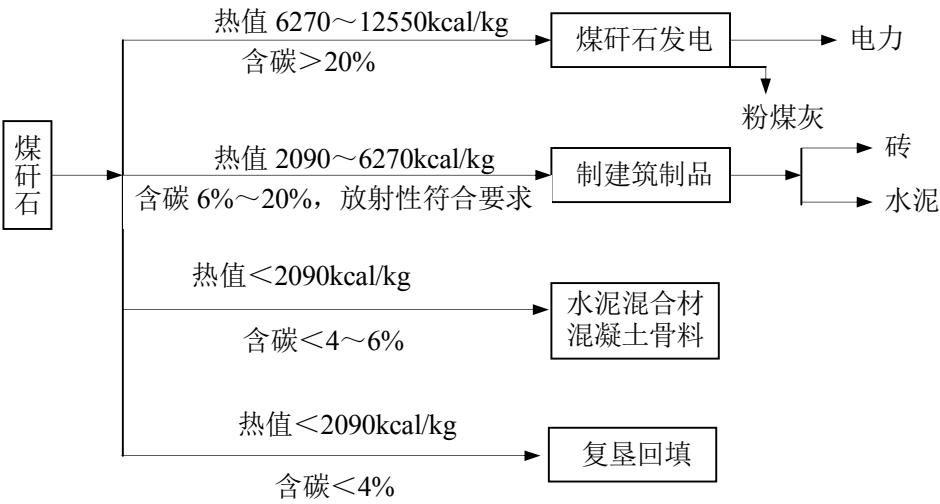 热值 6270～12550kcal/kg
含碳＞20%
煤矸石发电
电力
粉煤灰
煤矸石
热值 2090～6270kcal/kg
含碳 6%～20%，放射性符合要求
制建筑制品
砖
水泥
热值＜2090kcal/kg
含碳＜4～6%
水泥混合材
混凝土骨料
热值＜2090kcal/kg
含碳＜4%
复垦回填